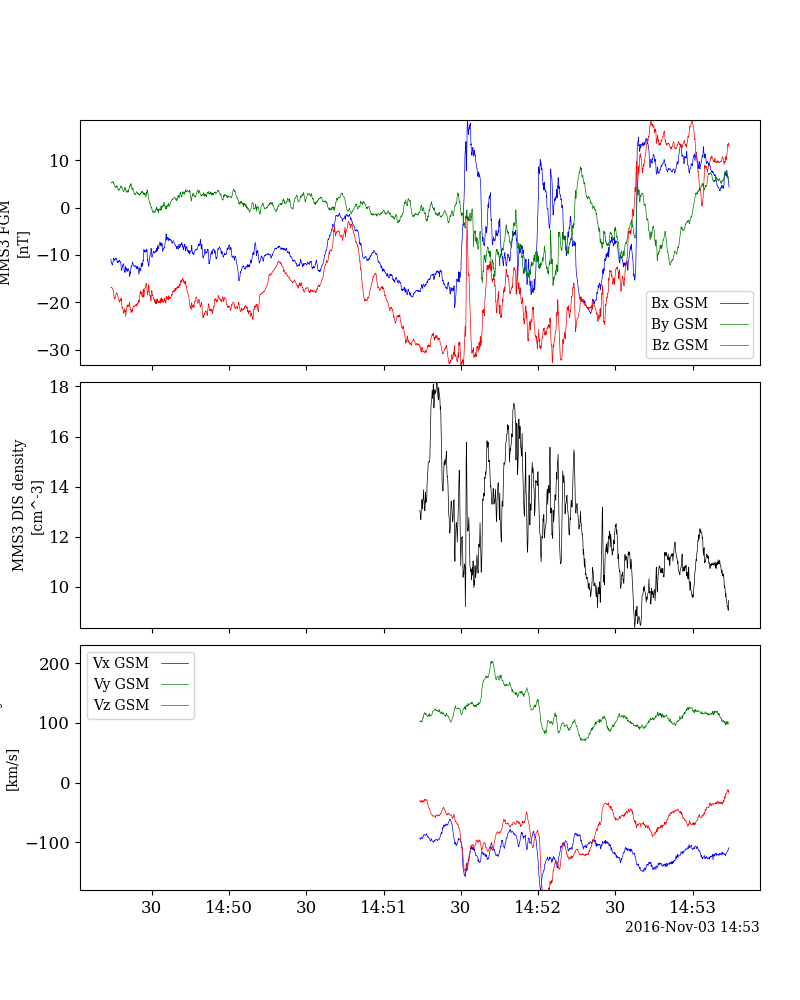 MMS3 FGM
[nT]
10
0
−10
−20
−30
Bx GSM
By GSM
Bz GSM
MMS3 DIS density
[cm^-3]
18
16
14
12
10
[km/s]
200
100
0
−100
Vx GSM
Vy GSM
Vz GSM
30 14:50 30 14:51 30 14:52 30 14:53
2016-Nov-03 14:53